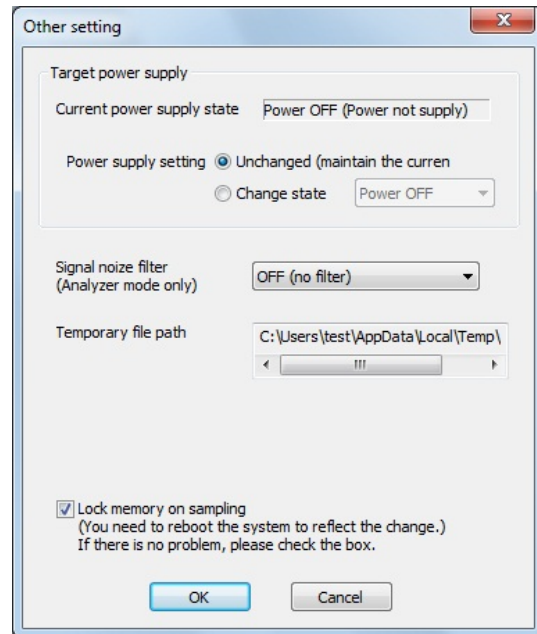 Other setting
Target power supply
Current power supply state Power OFF (Power not supply)
Power supply setting Unchanged (maintain the curren
Change state Power OFF
Signal noize filter
(Analyzer mode only)
OFF (no filter)
Temporary file path C:\Users\test\AppData\Local\Temp\
Lock memory on sampling
(You need to reboot the system to reflect the change.)
If there is no problem, please check the box.
OK Cancel